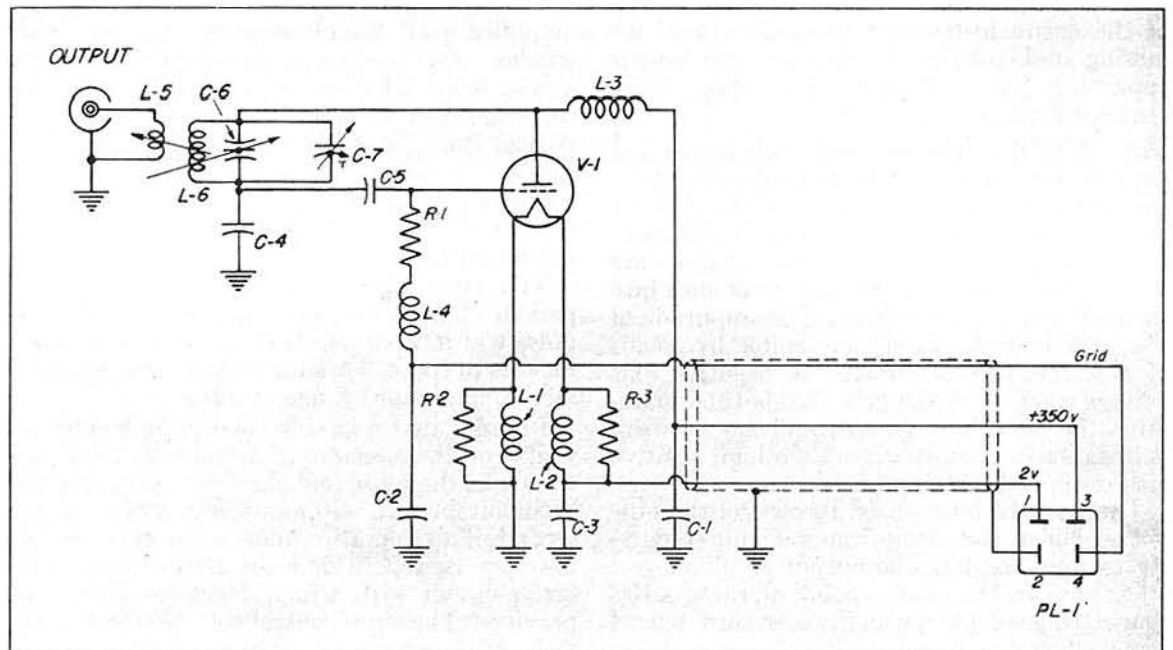 OUTPUT
L-5
C-6
L-3
C-7
L-6
C-5
V-1
C-4
R1
L-4
Grid
R2
L-1
R3
+350v
L-2
2v
C-2
C-3
C-1
1
3
2
4
PL-1